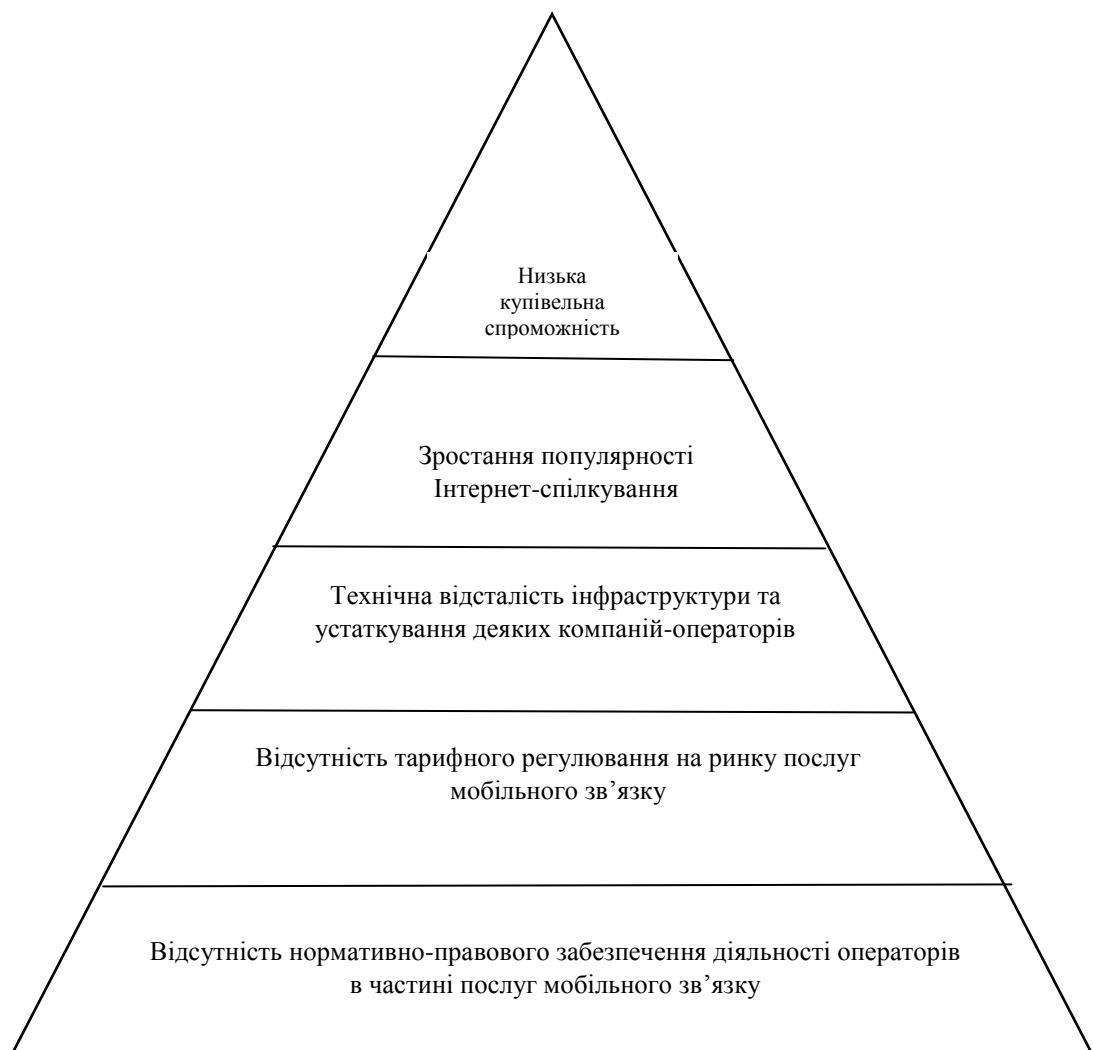 Низька
купівельна
спроможність
Зростання популярності
Інтернет-спілкування
Технічна відсталість інфраструктури та
устаткування деяких компаній-операторів
Відсутність тарифного регулювання на ринку послуг
мобільного зв’язку
Відсутність нормативно-правового забезпечення діяльності операторів
в частині послуг мобільного зв’язку